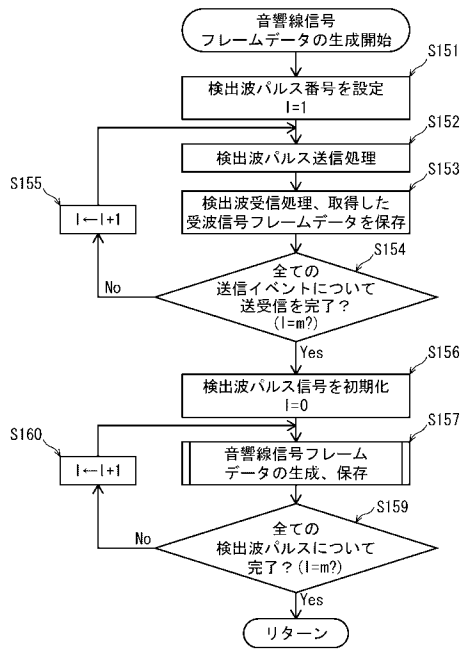 音響線信号
フレームデータの生成開始
S151
検出波パルス番号を設定
l=1
S152
検出波パルス送信処理
S153
検出波受信処理、取得した
受波信号フレームデータを保存
S155
l←l+1
S154
全ての
送信イベントについて
送受信を完了?
(l=m?)
No
Yes
S156
検出波パルス信号を初期化
l=0
S157
音響線信号フレーム
データの生成、保存
S160
l←l+1
S159
全ての
検出波パルスについて
完了?(l=m?)
No
Yes
リターン